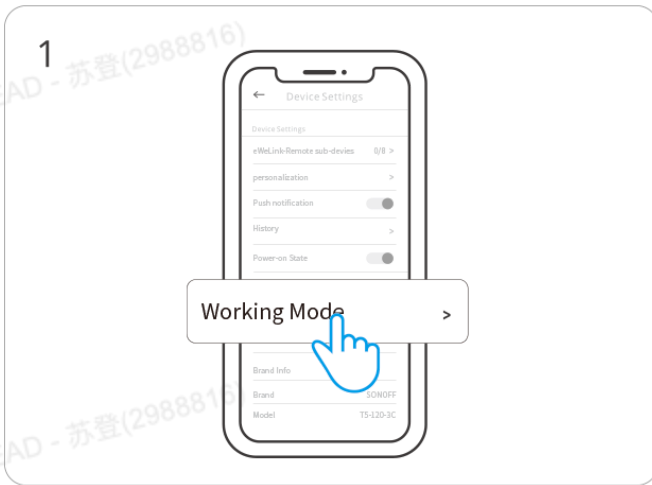 1
AD - 苏登(2988816)
← Device Settings
Device Settings
eWeLink-Remote sub-devies 0/8 >
personalization >
Push notification
History >
Power-on State
Working Mode >
Brand Info
Brand SONOFF
Model T5-120-3C
EAD - 苏登(2988816)